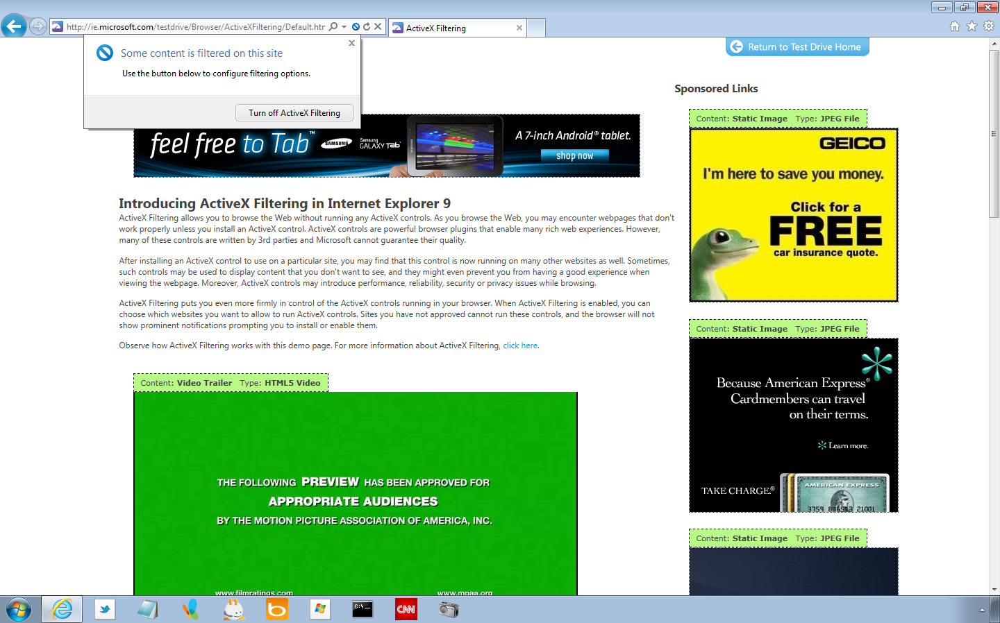 http://ie.microsoft.com/testdrive/Browser/ActiveXFiltering/Default.htm
ActiveX Filtering
Some content is filtered on this site
Use the button below to configure filtering options.
Turn off ActiveX Filtering
Return to Test Drive Home
feel free to Tab™
SAMSUNG
Samsung
GALAXY Tab™
A 7-inch Android® tablet.
shop now
Introducing ActiveX Filtering in Internet Explorer 9
ActiveX Filtering allows you to browse the Web without running any ActiveX controls. As you browse the Web, you may encounter webpages that don't
work properly unless you install an ActiveX control. ActiveX controls are powerful browser plugins that enable many rich web experiences. However,
many of these controls are written by 3rd parties and Microsoft cannot guarantee their quality.
After installing an ActiveX control to use on a particular site, you may find that this control is now running on many other websites as well. Sometimes,
such controls may be used to display content that you don't want to see, and they might even prevent you from having a good experience when
viewing the webpage. Moreover, ActiveX controls may introduce performance, reliability, security or privacy issues while browsing.
ActiveX Filtering puts you even more firmly in control of the ActiveX controls running in your browser. When ActiveX Filtering is enabled, you can
choose which websites you want to allow to run ActiveX controls. Sites you have not approved cannot run these controls, and the browser will not
show prominent notifications prompting you to install or enable them.
Observe how ActiveX Filtering works with this demo page. For more information about ActiveX Filtering, click here.
Content: Video Trailer Type: HTML5 Video
THE FOLLOWING PREVIEW HAS BEEN APPROVED FOR
APPROPRIATE AUDIENCES
BY THE MOTION PICTURE ASSOCIATION OF AMERICA, INC.
www.filmratings.com
www.mpaa.org
Sponsored Links
Content: Static Image Type: JPEG File
GEICO
I'm here to save you money.
Click for a
FREE
car insurance quote.
Content: Static Image Type: JPEG File
Because American Express®
Cardmembers can travel
on their terms.
Learn more.
TAKE CHARGE.®
AMERICAN EXPRESS
Content: Static Image Type: JPEG File
C:\_
CNN